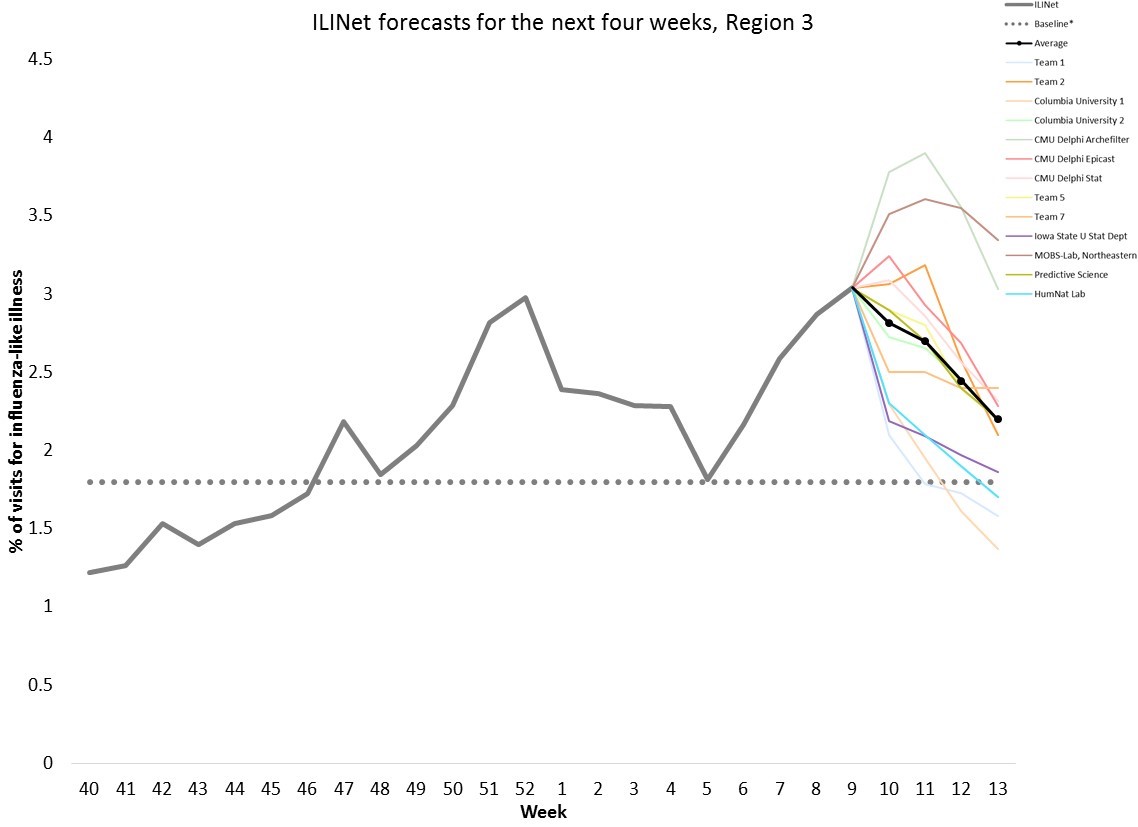 ILINet forecasts for the next four weeks, Region 3
ILINet
Baseline*
Average
Team 1
Team 2
Columbia University 1
Columbia University 2
CMU Delphi Archefilter
CMU Delphi Epicast
CMU Delphi Stat
Team 5
Team 7
Iowa State U Stat Dept
MOBS-Lab, Northeastern
Predictive Science
HumNat Lab
% of visits for influenza-like illness
4.5
4
3.5
3
2.5
2
1.5
1
0.5
0
40 41 42 43 44 45 46 47 48 49 50 51 52 1 2 3 4 5 6 7 8 9 10 11 12 13
Week